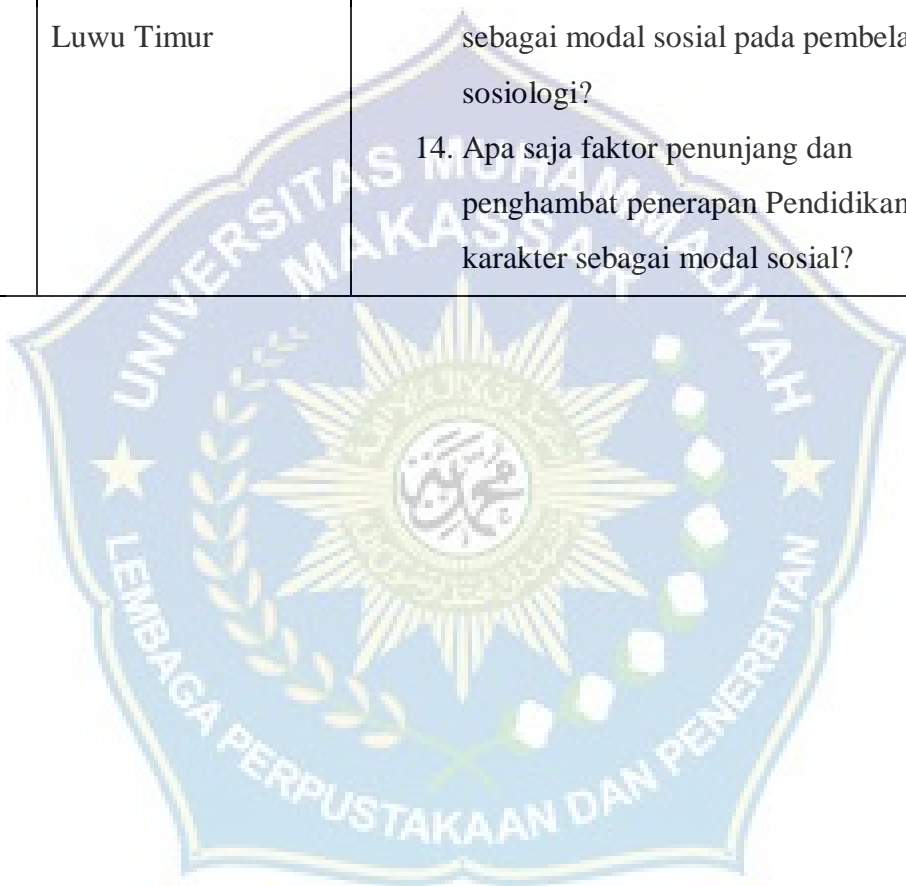 Luwu Timur
sebagai modal sosial pada
sosiologi?
14. Apa saja faktor penunjang dan
penghambat penerapan Pendidikan
karakter sebagai modal sosial?
UNIVERSITAS MUHAMMADIYAH
MAKASSAR
LEMBAGA PERPUSTAKAAN DAN PENERBITAN